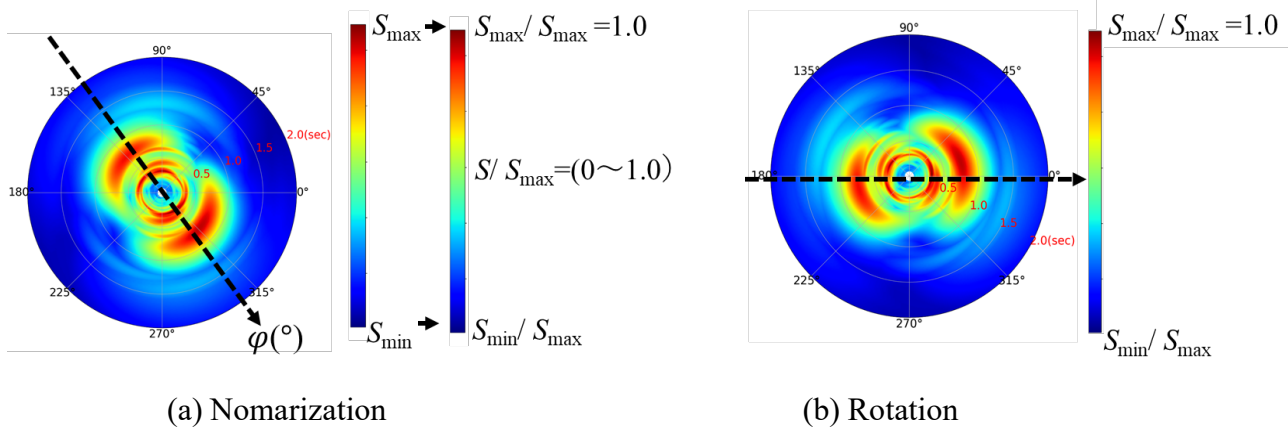 S_max
S_max/ S_max =1.0
S/ S_max=(0～1.0）
S_min
S_min/ S_max
90°
45°
135°
2.0(sec)
1.5
1.0
0.5
180°
0°
225°
315°
270°
φ(°)
S_max/ S_max =1.0
90°
45°
135°
180°
0°
0.5
1.0
1.5
2.0(sec)
225°
315°
270°
S_min/ S_max
(a) Nomarization
(b) Rotation